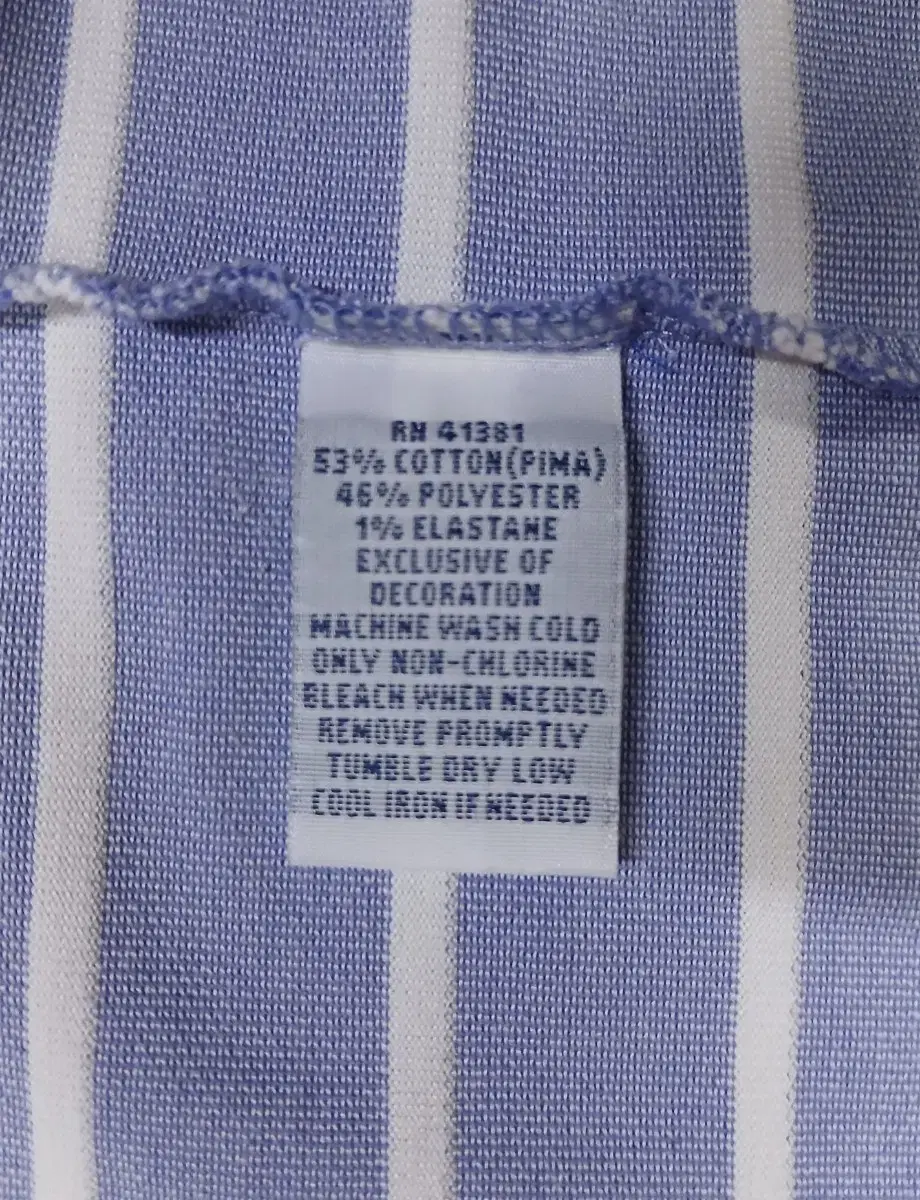 RN 41381
53% COTTON(PIMA)
46% POLYESTER
1% ELASTANE
EXCLUSIVE OF
DECORATION
MACHINE WASH COLD
ONLY NON-CHLORINE
BLEACH WHEN NEEDED
REMOVE PROMPTLY
TUMBLE DRY LOW
COOL IRON IF NEEDED